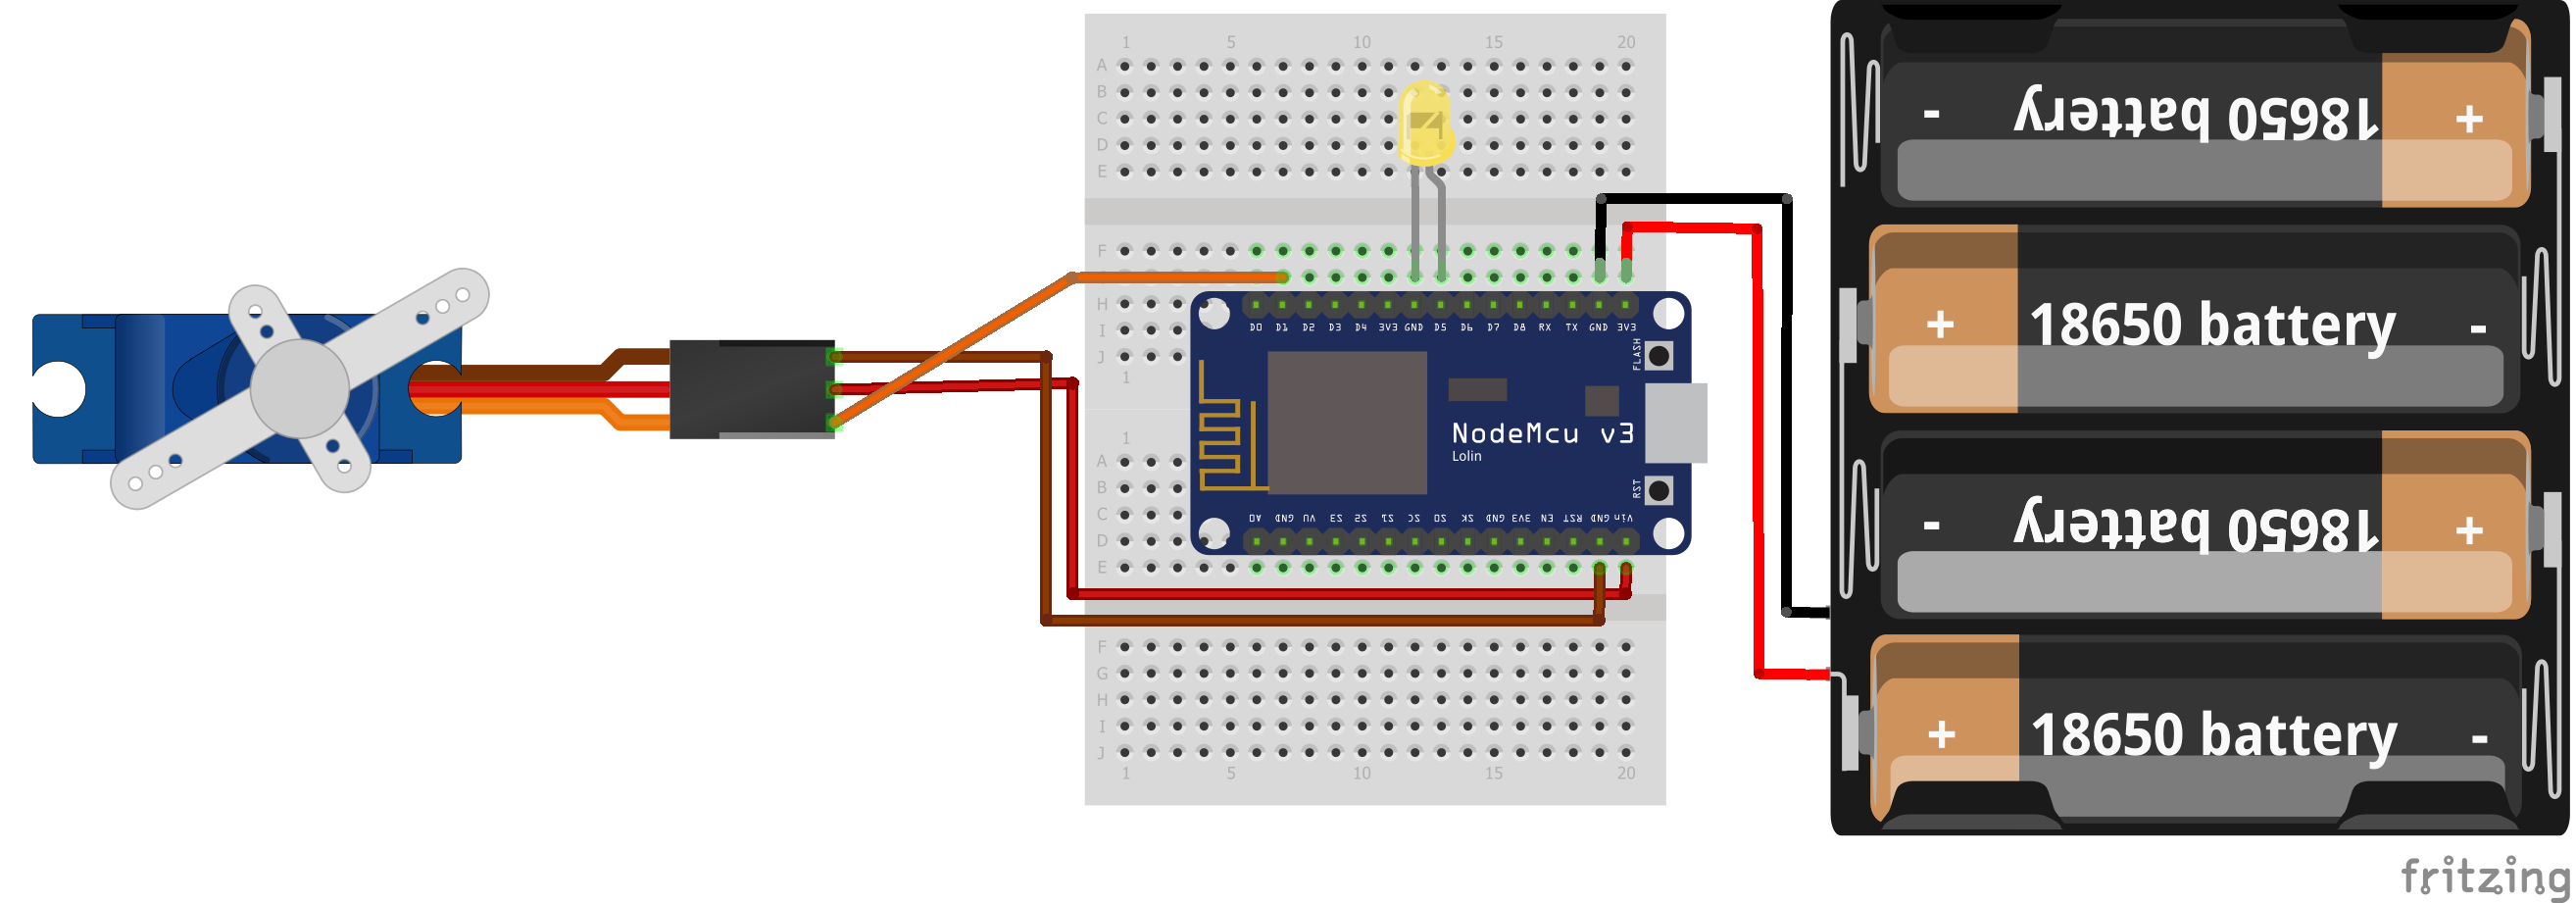 1 5 10 15 20
A
B
C
D
E
F
H
I
J
1
D0 D1 D2 D3 D4 3V3 GND D5 D6 D7 D8 RX TX GND 3V3
FLASH
NodeMcu v3
Lolin
RST
A0 GND VU S3 S2 S1 SC S0 SK GND 3V3 EN RST GND Vin
1
A
B
C
D
E
F
G
H
I
J
1 5 10 15 20
- 18650 battery +
+ 18650 battery -
- 18650 battery +
+ 18650 battery -
fritzing